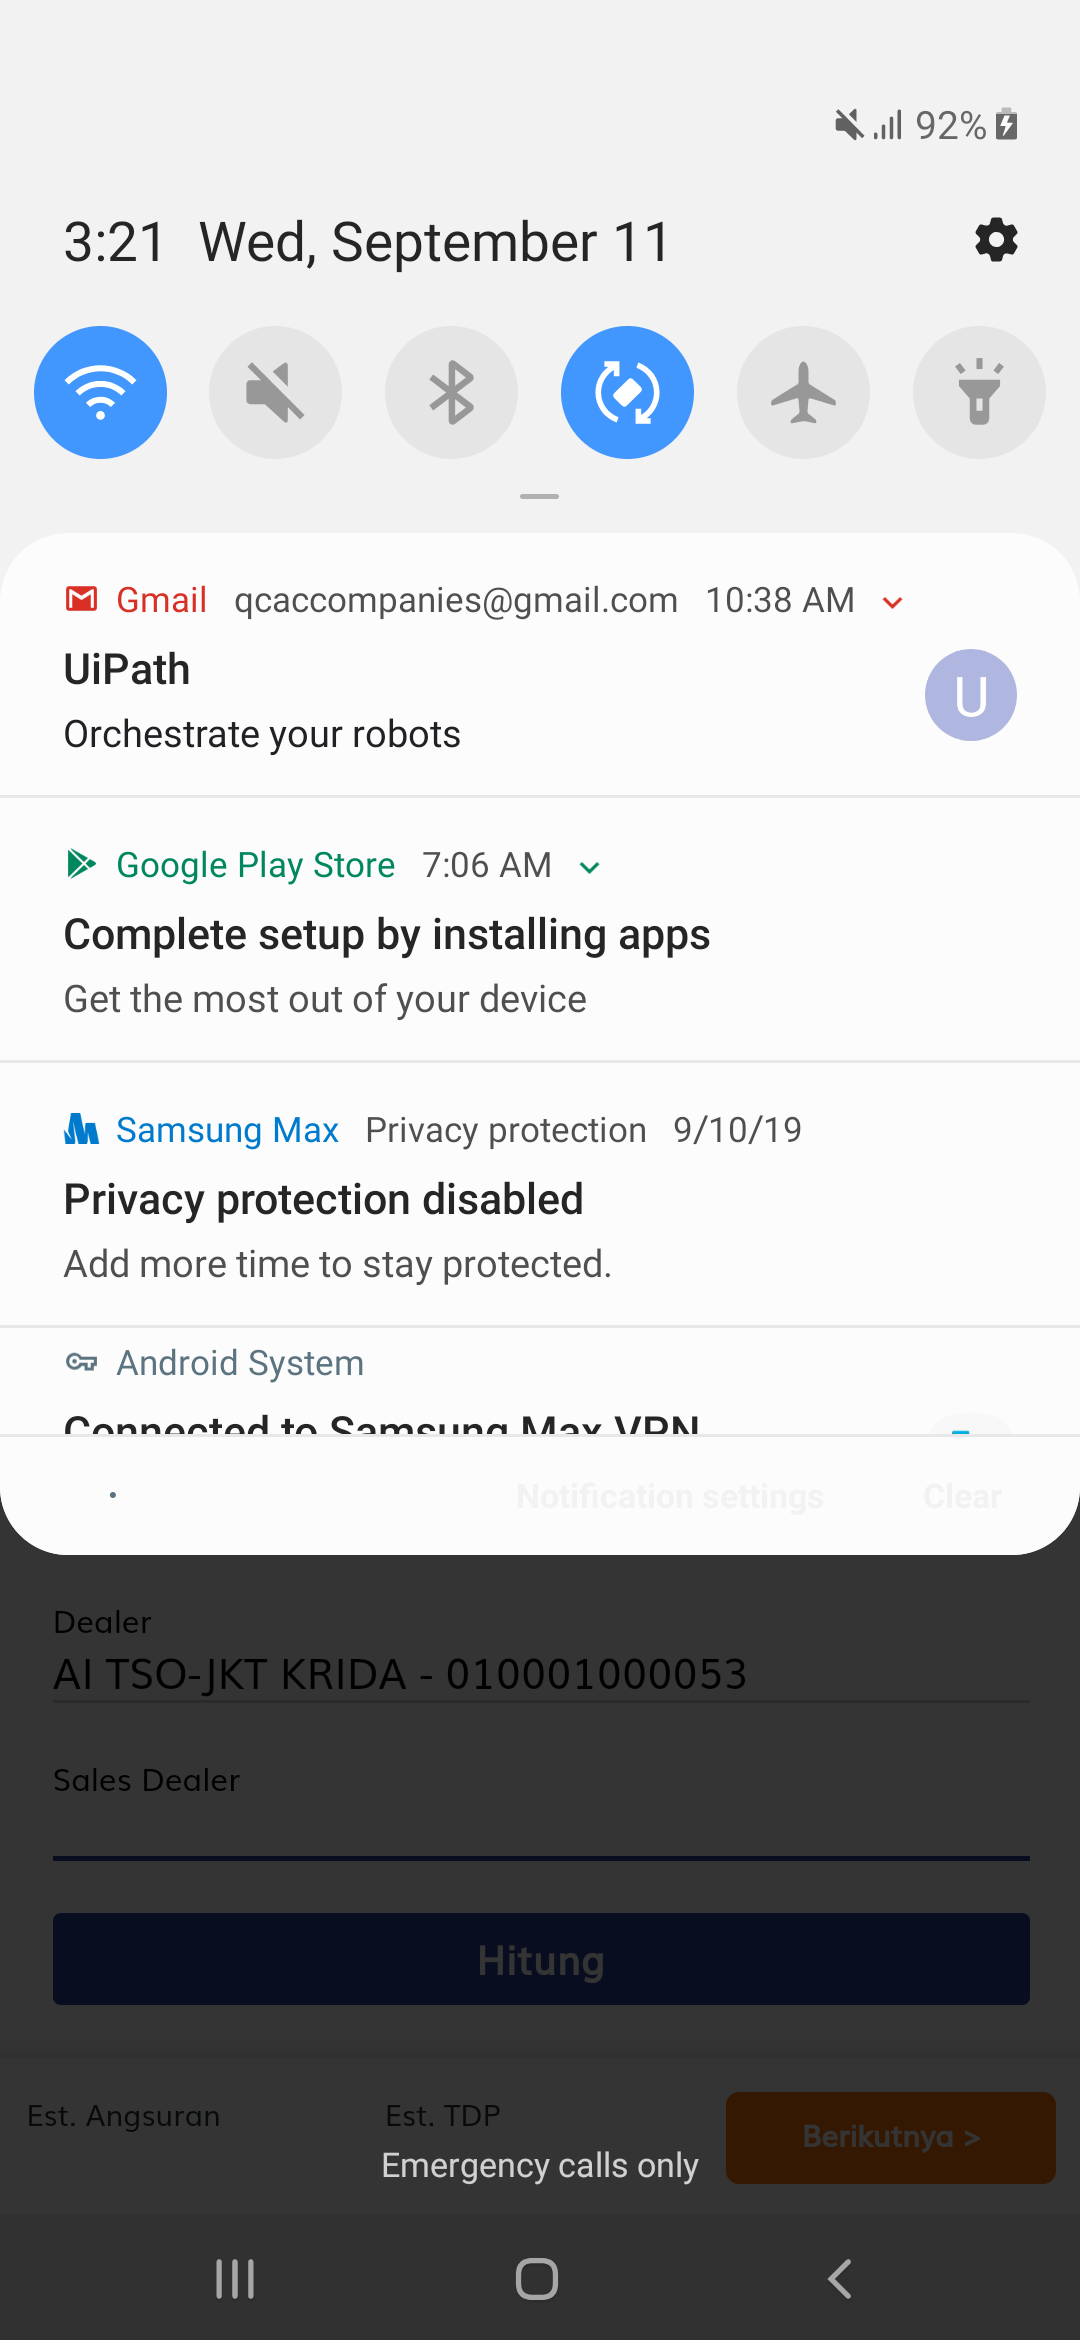 92%
3:21 Wed, September 11
Gmail qcaccompanies@gmail.com 10:38 AM
UiPath
U
Orchestrate your robots
Google Play Store 7:06 AM
Complete setup by installing apps
Get the most out of your device
Samsung Max Privacy protection 9/10/19
Privacy protection disabled
Add more time to stay protected.
Android System
Connected to Samsung Max VPN
Notification settings Clear
Dealer
AI TSO-JKT KRIDA - 010001000053
Sales Dealer
Hitung
Est. Angsuran Est. TDP
Berikutnya >
Emergency calls only